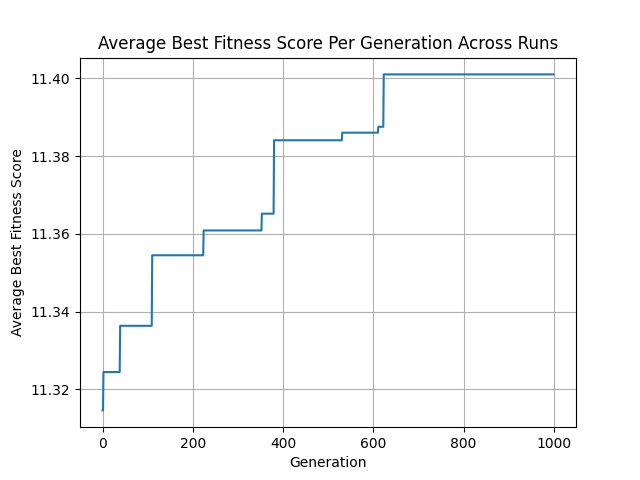 Average Best Fitness Score Per Generation Across Runs
11.40
11.38
11.36
11.34
11.32
Average Best Fitness Score
0 200 400 600 800 1000
Generation